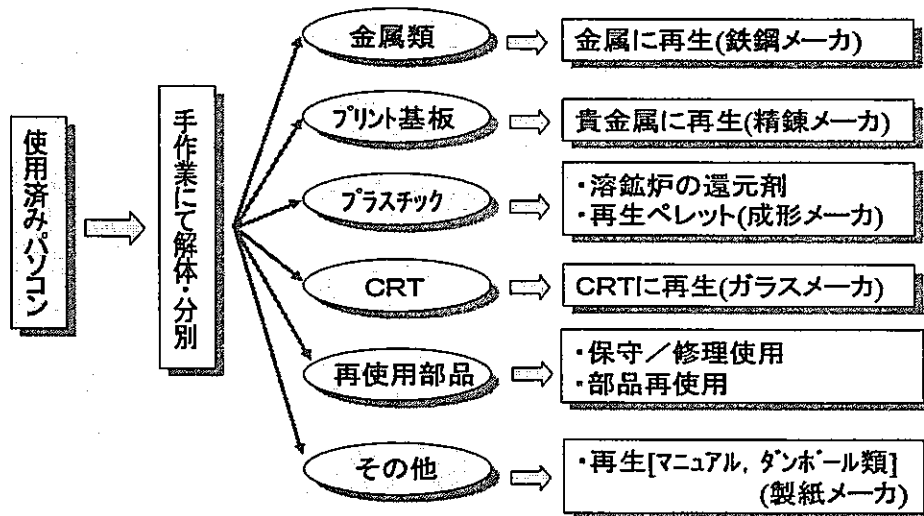 使用済みパソコン
手作業にて解体・分別
金属類
金属に再生(鉄鋼メーカ)
プリント基板
貴金属に再生(精錬メーカ)
プラスチック
・溶鉱炉の還元剤
・再生ペレット(成形メーカ)
CRT
CRTに再生(ガラスメーカ)
再使用部品
・保守／修理使用
・部品再使用
その他
・再生[マニュアル, ダンボール類]
(製紙メーカ)